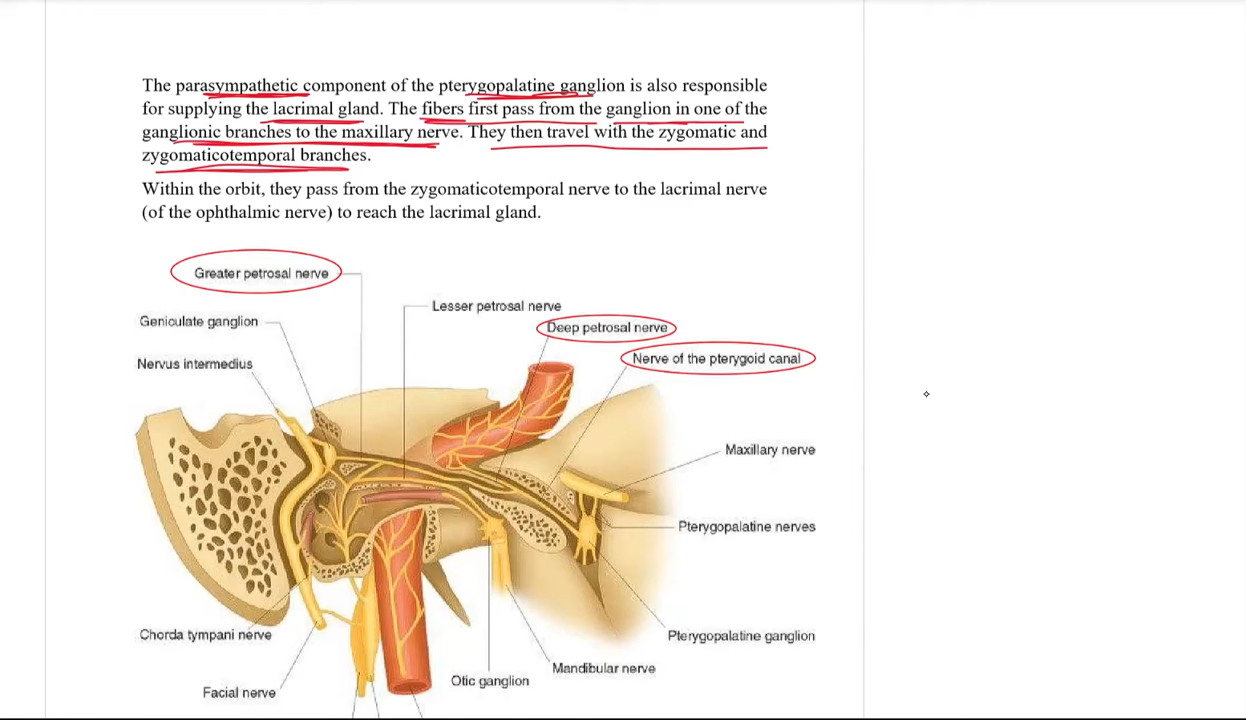 The parasympathetic component of the pterygopalatine ganglion is also responsible
for supplying the lacrimal gland. The fibers first pass from the ganglion in one of the
ganglionic branches to the maxillary nerve. They then travel with the zygomatic and
zygomaticotemporal branches.
Within the orbit, they pass from the zygomaticotemporal nerve to the lacrimal nerve
(of the ophthalmic nerve) to reach the lacrimal gland.
Greater petrosal nerve
Lesser petrosal nerve
Geniculate ganglion
Deep petrosal nerve
Nervus intermedius
Nerve of the pterygoid canal
Maxillary nerve
Pterygopalatine nerves
Chorda tympani nerve
Pterygopalatine ganglion
Mandibular nerve
Otic ganglion
Facial nerve